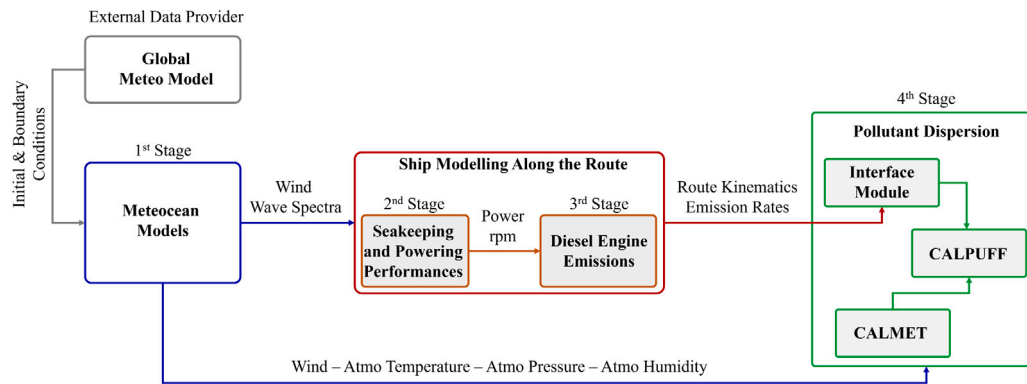 External Data Provider
Global
Meteo Model
Initial & Boundary
Conditions
1st Stage
Meteocean
Models
Wind
Wave Spectra
Ship Modelling Along the Route
2nd Stage
Seakeeping
and Powering
Performances
Power
rpm
3rd Stage
Diesel Engine
Emissions
Route Kinematics
Emission Rates
4th Stage
Pollutant Dispersion
Interface
Module
CALPUFF
CALMET
Wind – Atmo Temperature – Atmo Pressure – Atmo Humidity